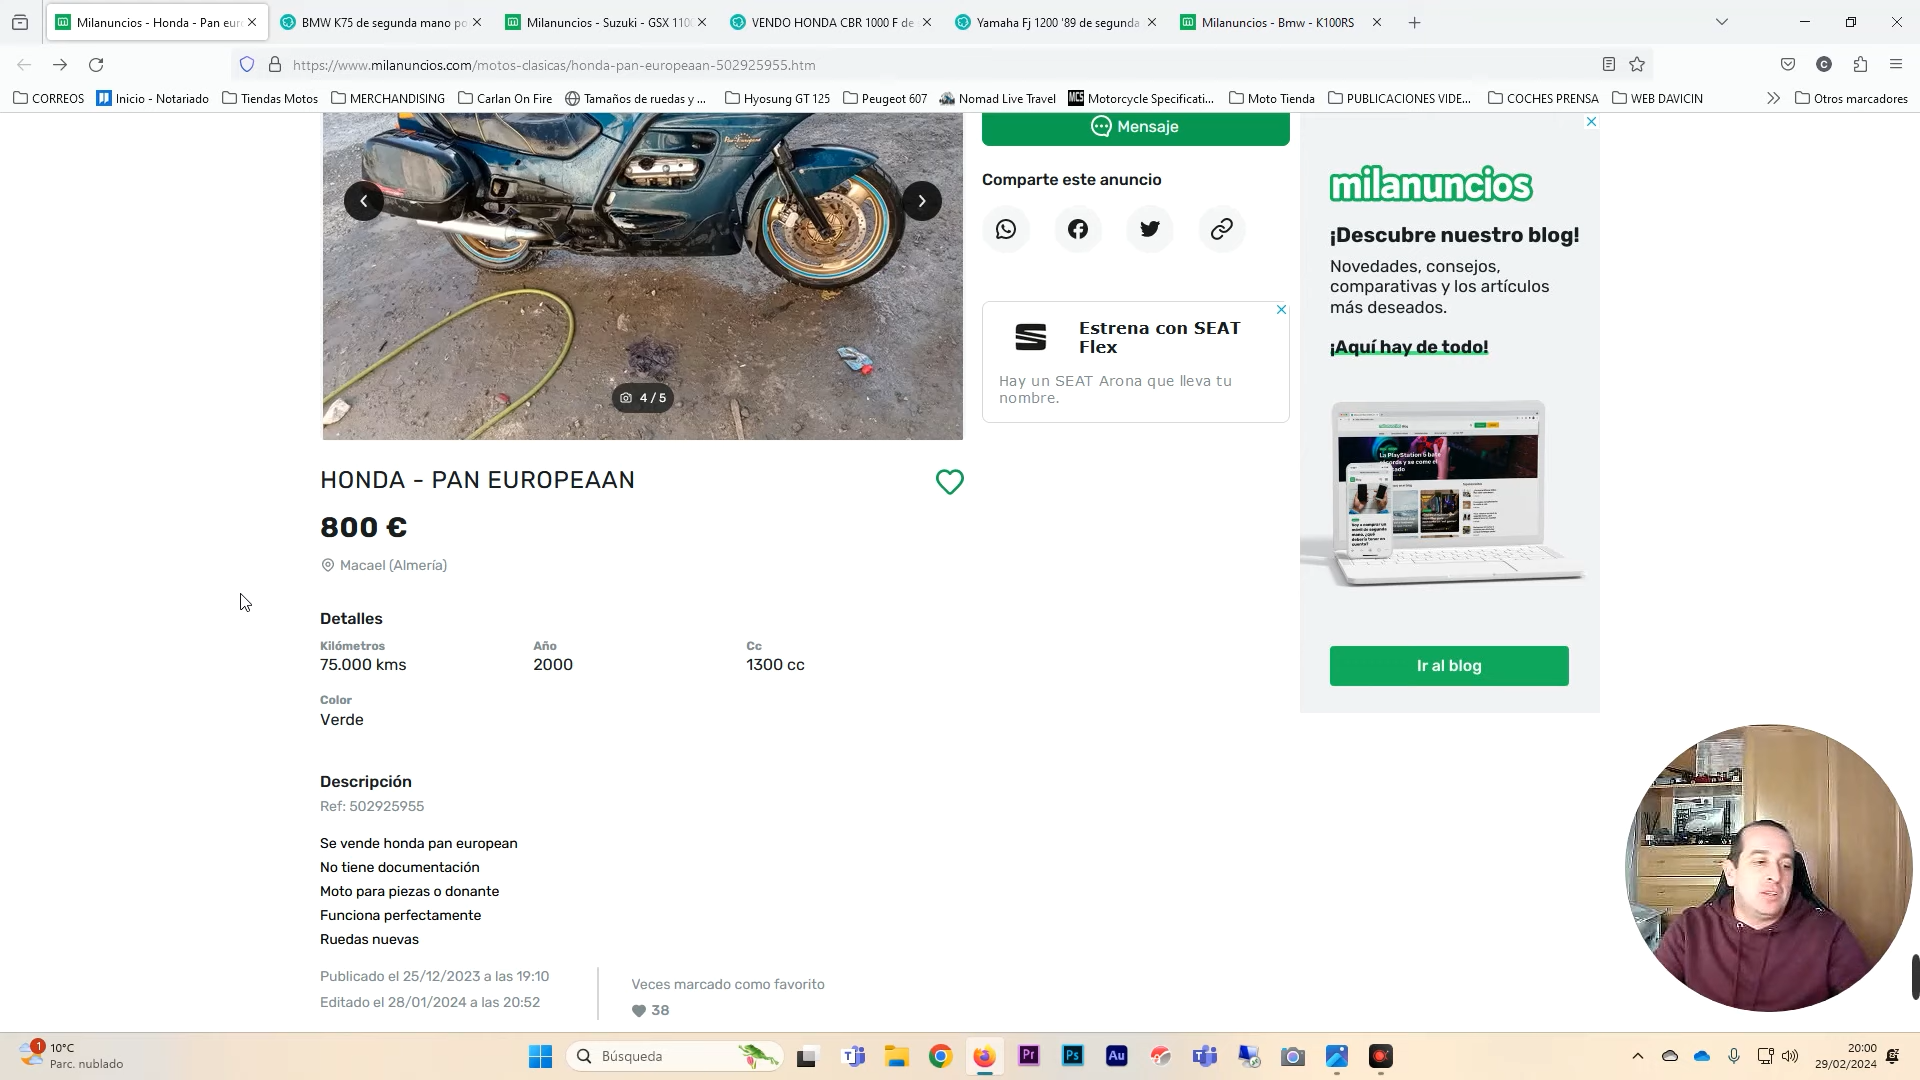 Milanuncios - Honda - Pan eur
BMW K75 de segunda mano po
Milanuncios - Suzuki - GSX 1100
VENDO HONDA CBR 1000 F de
Yamaha Fj 1200 '89 de segunda
Milanuncios - Bmw - K100RS
https://www.milanuncios.com/motos-clasicas/honda-pan-europeaan-502925955.htm
CORREOS
Inicio - Notariado
Tiendas Motos
MERCHANDISING
Carlan On Fire
Tamaños de ruedas y ...
Hyosung GT 125
Peugeot 607
Nomad Live Travel
Motorcycle Specificati...
Moto Tienda
PUBLICACIONES VIDE...
COCHES PRENSA
WEB DAVICIN
Otros marcadores
4 / 5
Mensaje
Comparte este anuncio
Estrena con SEAT
Flex
Hay un SEAT Arona que lleva tu
nombre.
milanuncios
¡Descubre nuestro blog!
Novedades, consejos,
comparativas y los artículos
más deseados.
¡Aquí hay de todo!
Ir al blog
HONDA - PAN EUROPEAAN
800 €
Macael (Almería)
Detalles
Kilómetros
75.000 kms
Año
2000
Cc
1300 cc
Color
Verde
Descripción
Ref: 502925955
Se vende honda pan european
No tiene documentación
Moto para piezas o donante
Funciona perfectamente
Ruedas nuevas
Publicado el 25/12/2023 a las 19:10
Editado el 28/01/2024 a las 20:52
Veces marcado como favorito
38
1
10°C
Parc. nublado
Búsqueda
20:00
29/02/2024